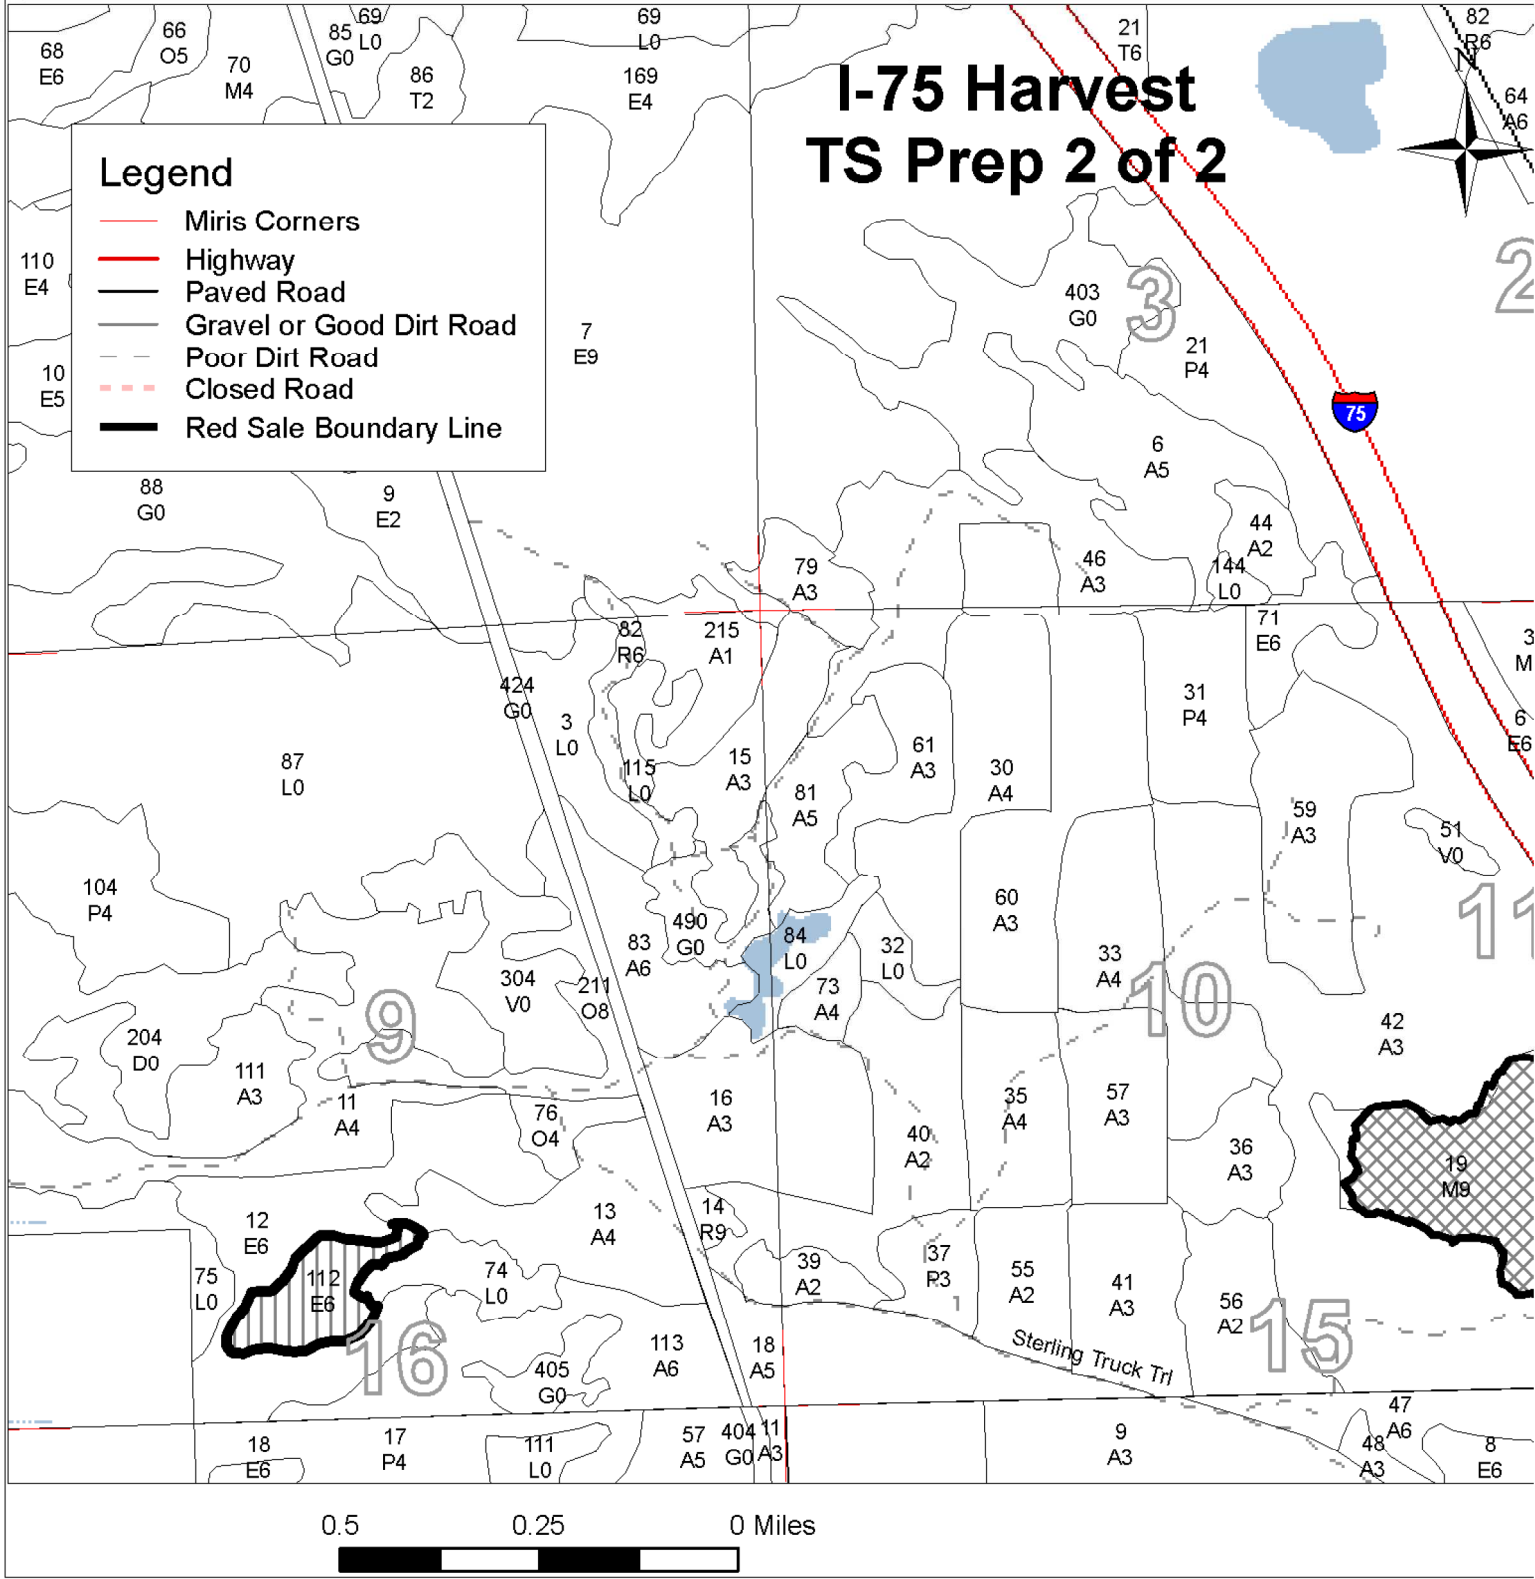 69
L0
69
L0
82
R6
66
O5
85
G0
21
T6
68
E6
70
M4
86
T2
169
E4
N
64
A6
I-75 Harvest
TS Prep 2 of 2
Legend
Miris Corners
Highway
Paved Road
Gravel or Good Dirt Road
Poor Dirt Road
Closed Road
Red Sale Boundary Line
110
E4
10
E5
7
E9
403
G0
3
2
21
P4
75
6
A5
88
G0
9
E2
44
A2
79
A3
46
A3
144
L0
82
R6
215
A1
71
E6
3
M
424
G0
3
L0
31
P4
6
E6
87
L0
115
L0
15
A3
61
A3
30
A4
81
A5
59
A3
51
V0
104
P4
60
A3
11
83
A6
490
G0
84
L0
32
L0
33
A4
304
V0
211
O8
73
A4
10
9
204
D0
111
A3
42
A3
11
A4
76
O4
16
A3
35
A4
57
A3
40
A2
36
A3
19
M9
12
E6
13
A4
14
R9
75
L0
112
E6
74
L0
39
A2
37
P3
55
A2
41
A3
56
A2
15
16
405
G0
113
A6
18
A5
Sterling Truck Trl
18
E6
17
P4
111
L0
57
A5
404
G0
11
A3
9
A3
47
A6
48
A3
8
E6
0.5 0.25 0 Miles